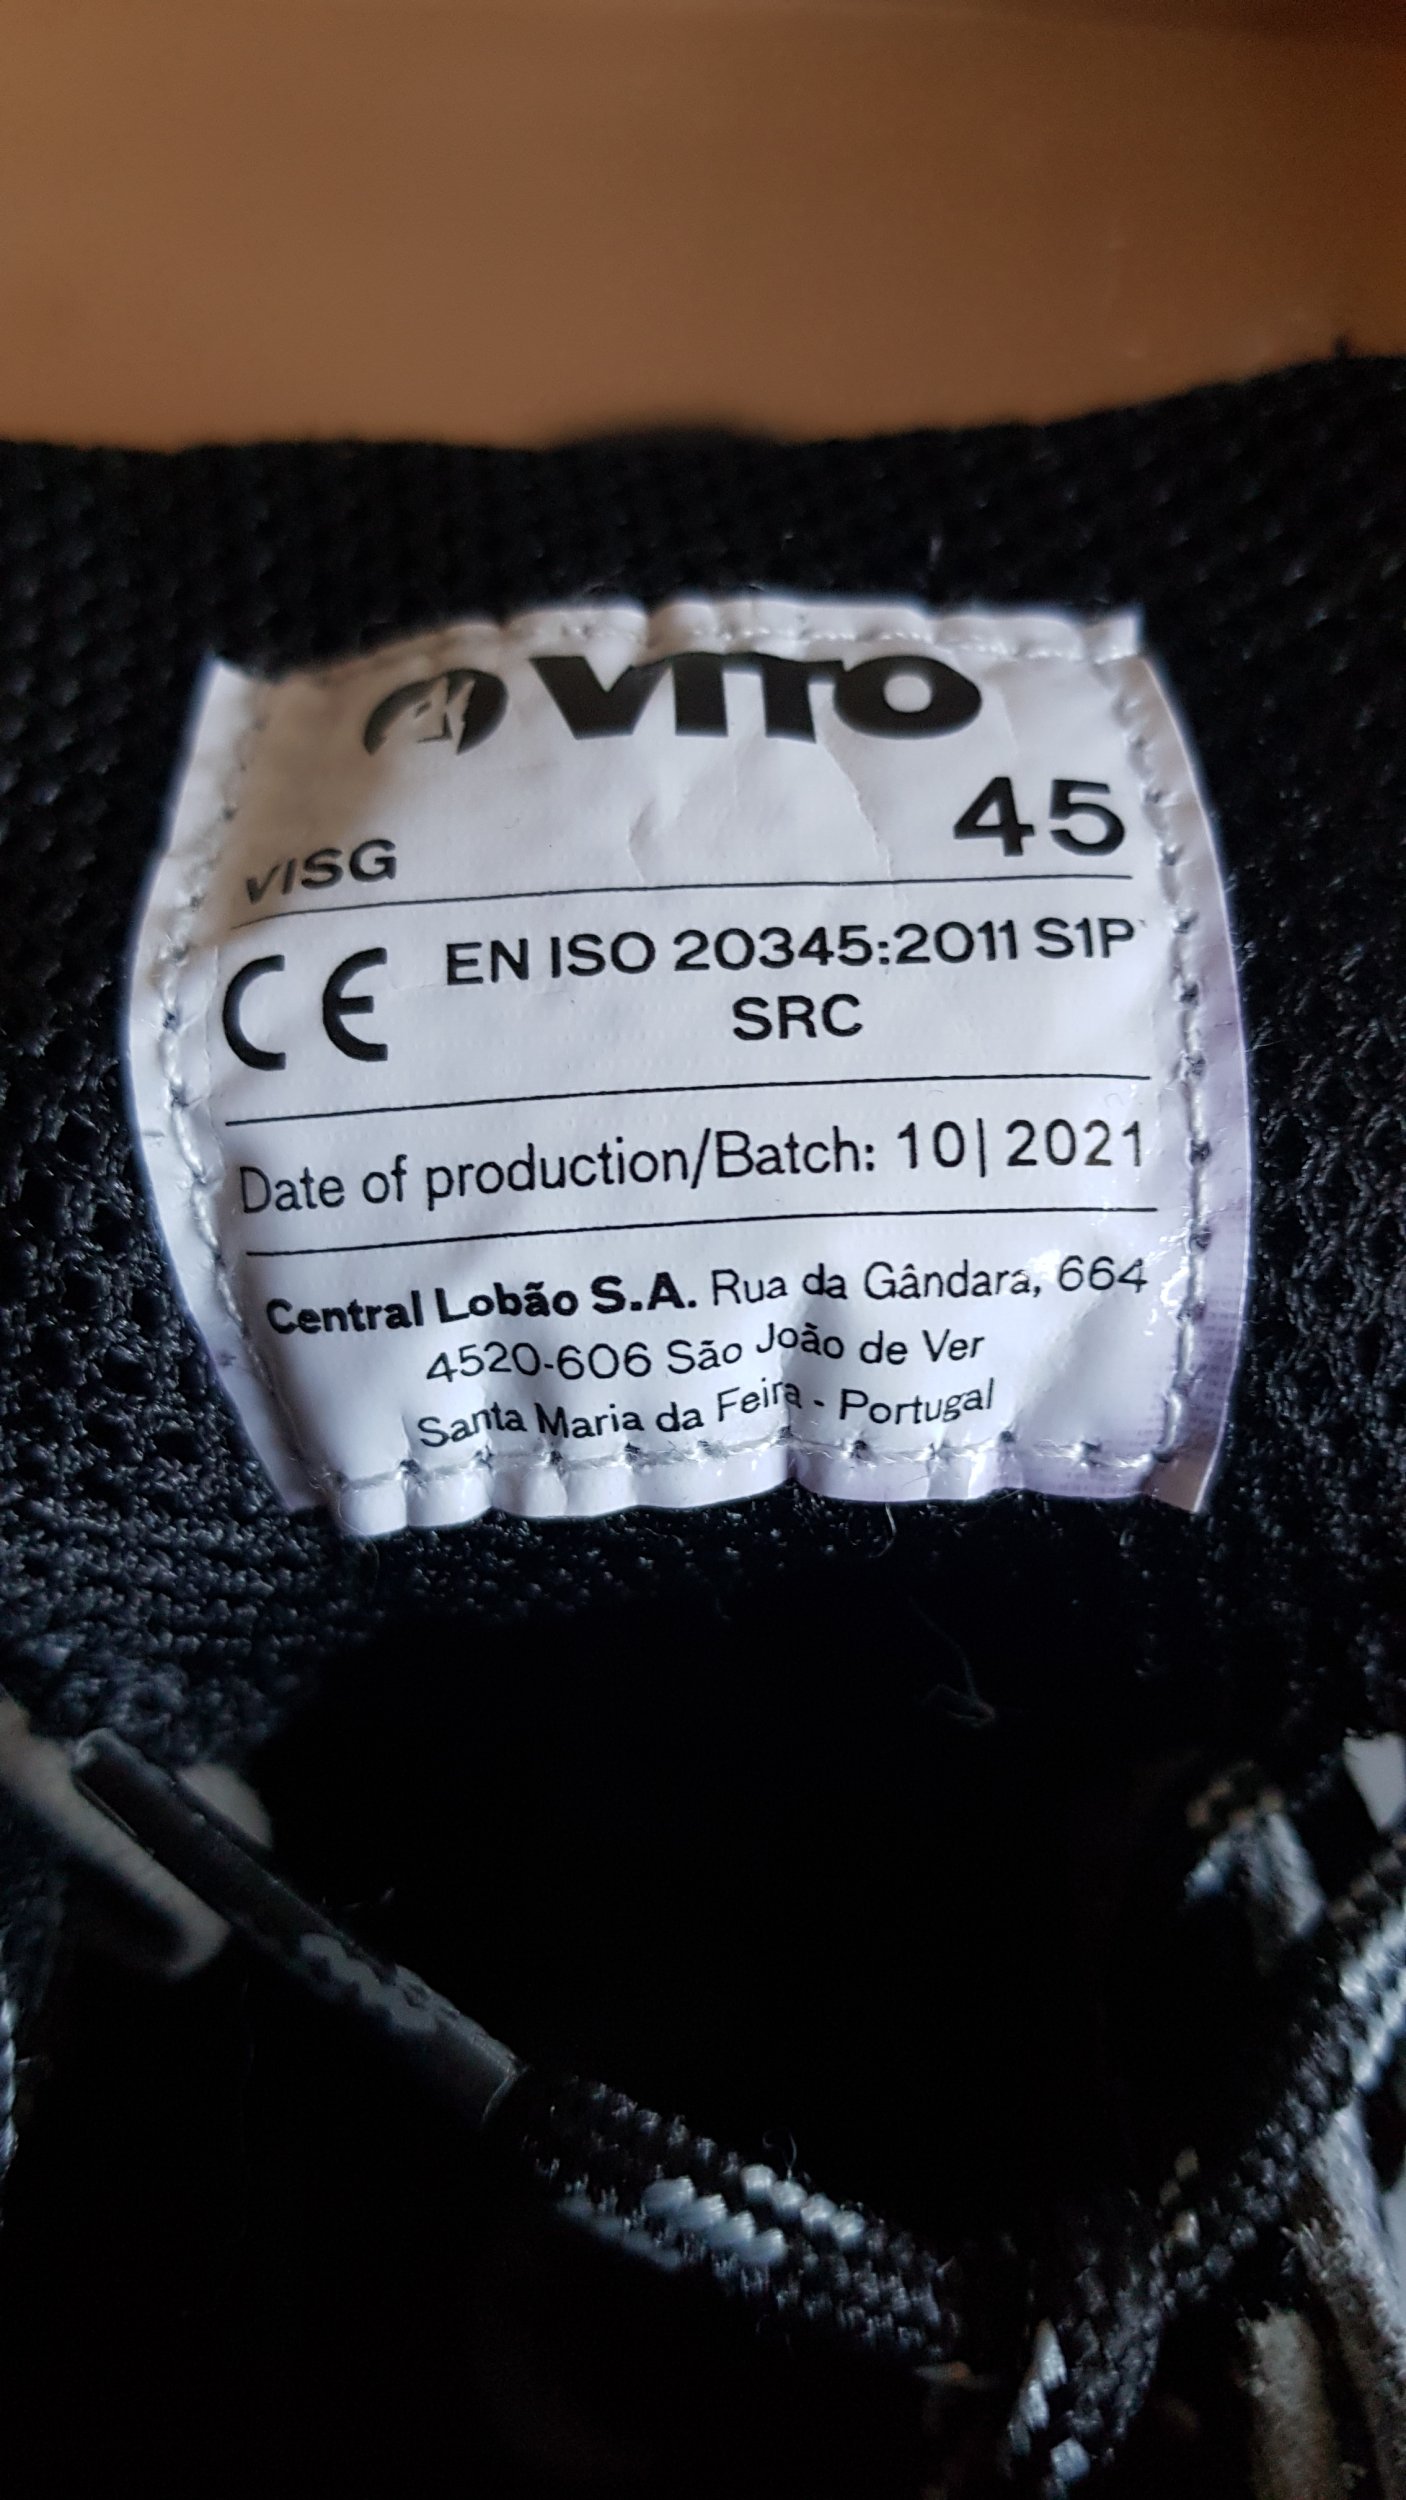 VITO
45
VISG
CE EN ISO 20345:2011 S1P
SRC
Date of production/Batch: 10| 2021
Central Lobão S.A. Rua da Gândara, 664
4520-606 São João de Ver
Santa Maria da Feira - Portugal